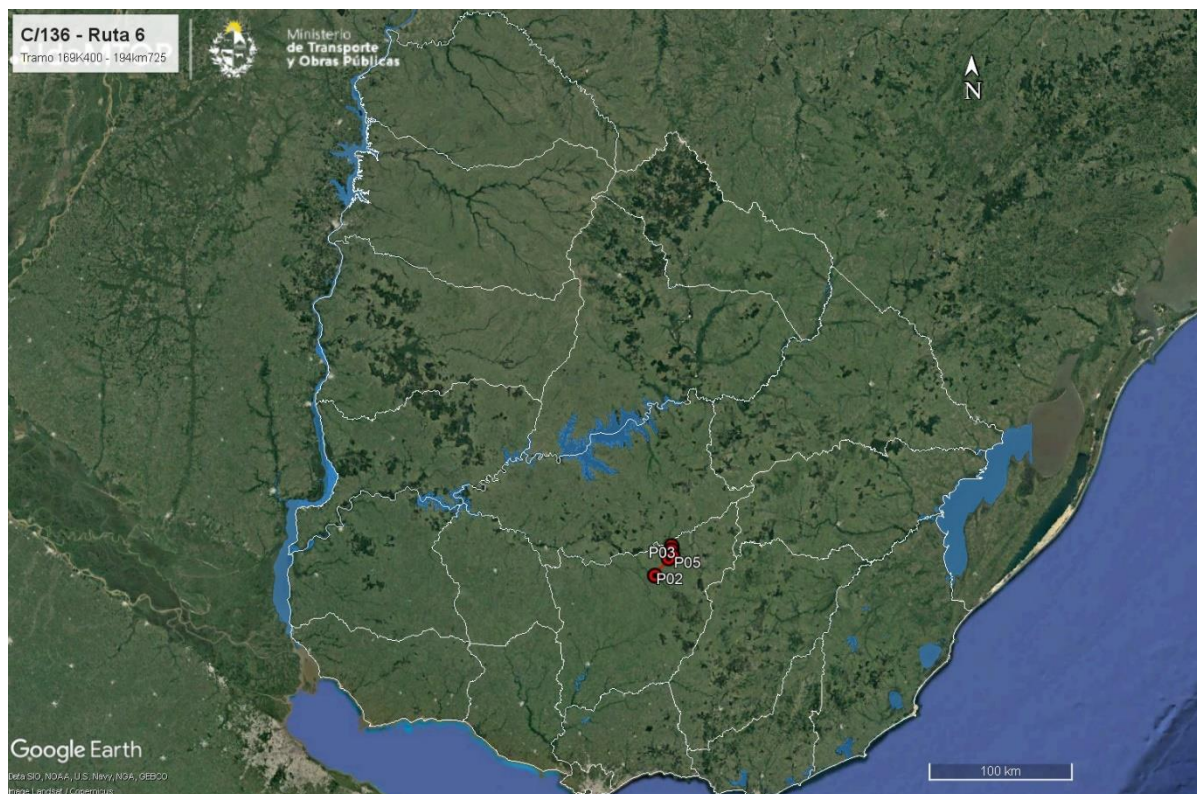 C/136 - Ruta 6
Tramo 169K400 - 194km725
Ministerio
de Transporte
y Obras Públicas
N
P03
P05
P02
Google Earth
Data SIO, NOAA, U.S. Navy, NGA, GEBCO
Image Landsat / Copernicus
100 km